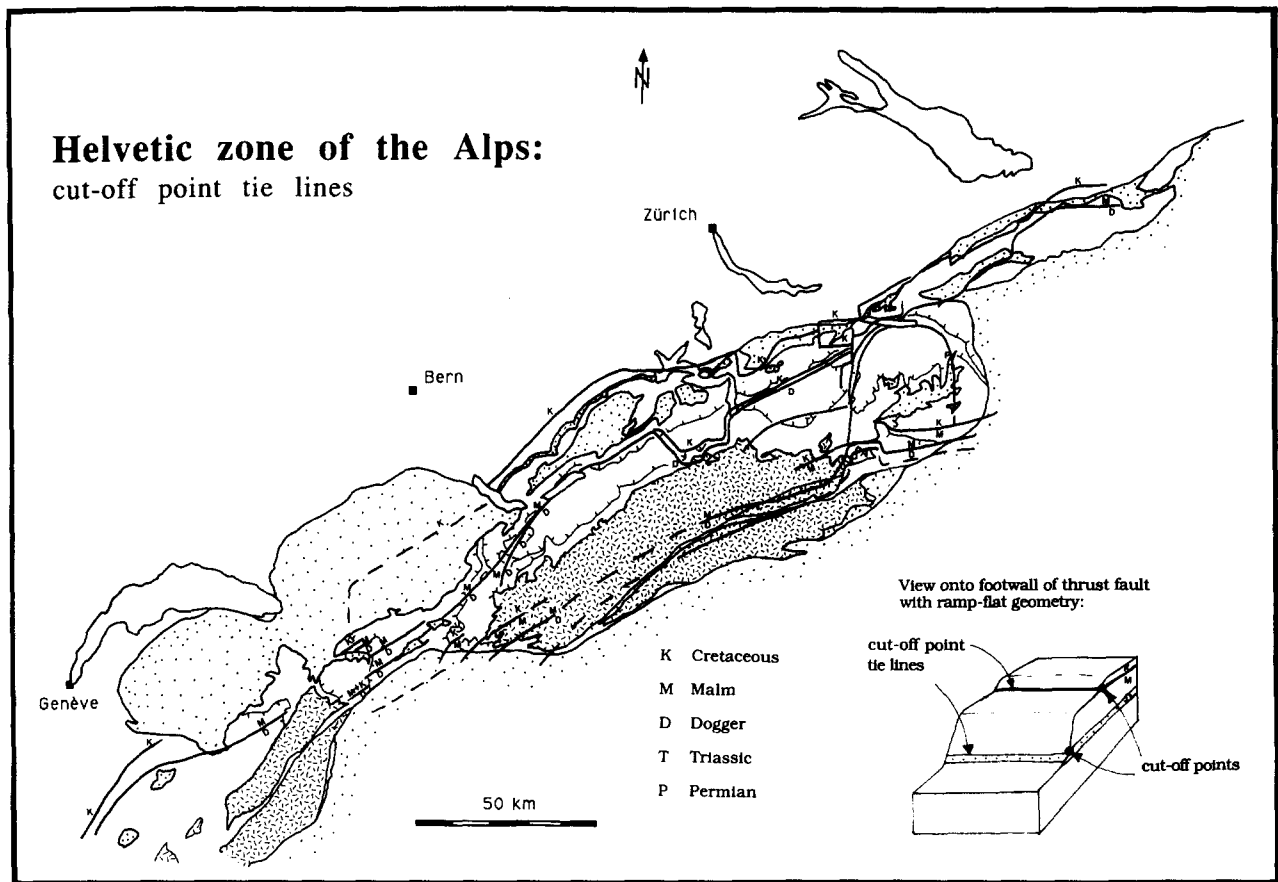 N
Helvetic zone of the Alps:
cut-off point tie lines
Zürich
Bern
Genève
K Cretaceous
M Malm
D Dogger
T Triassic
P Permian
50 km
View onto footwall of thrust fault
with ramp-flat geometry:
cut-off point
tie lines
cut-off points